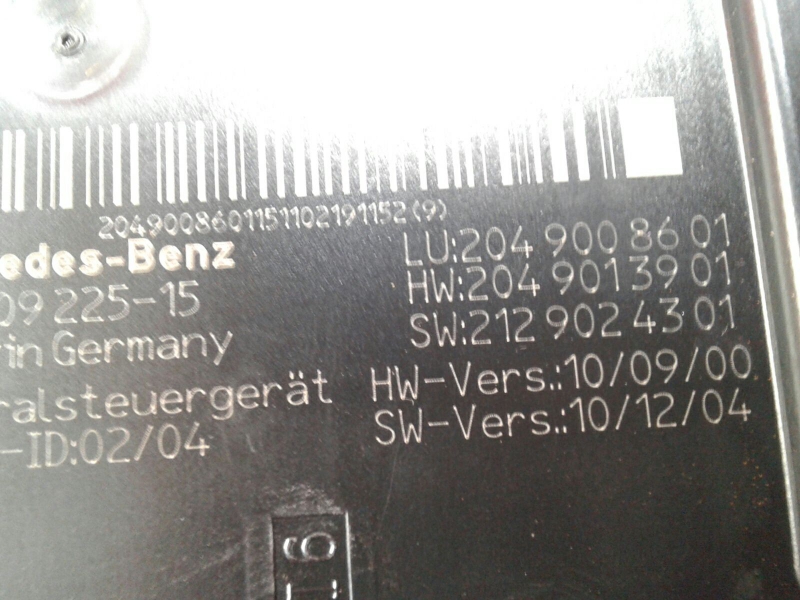 2049008601151102191152(9)
edes-Benz
LU:204 900 86 01
09 225-15
HW:204 901 39 01
SW:212 902 43 01
in Germany
HW-Vers.:10/09/00
ralsteuergerät
SW-Vers.:10/12/04
-ID:02/04